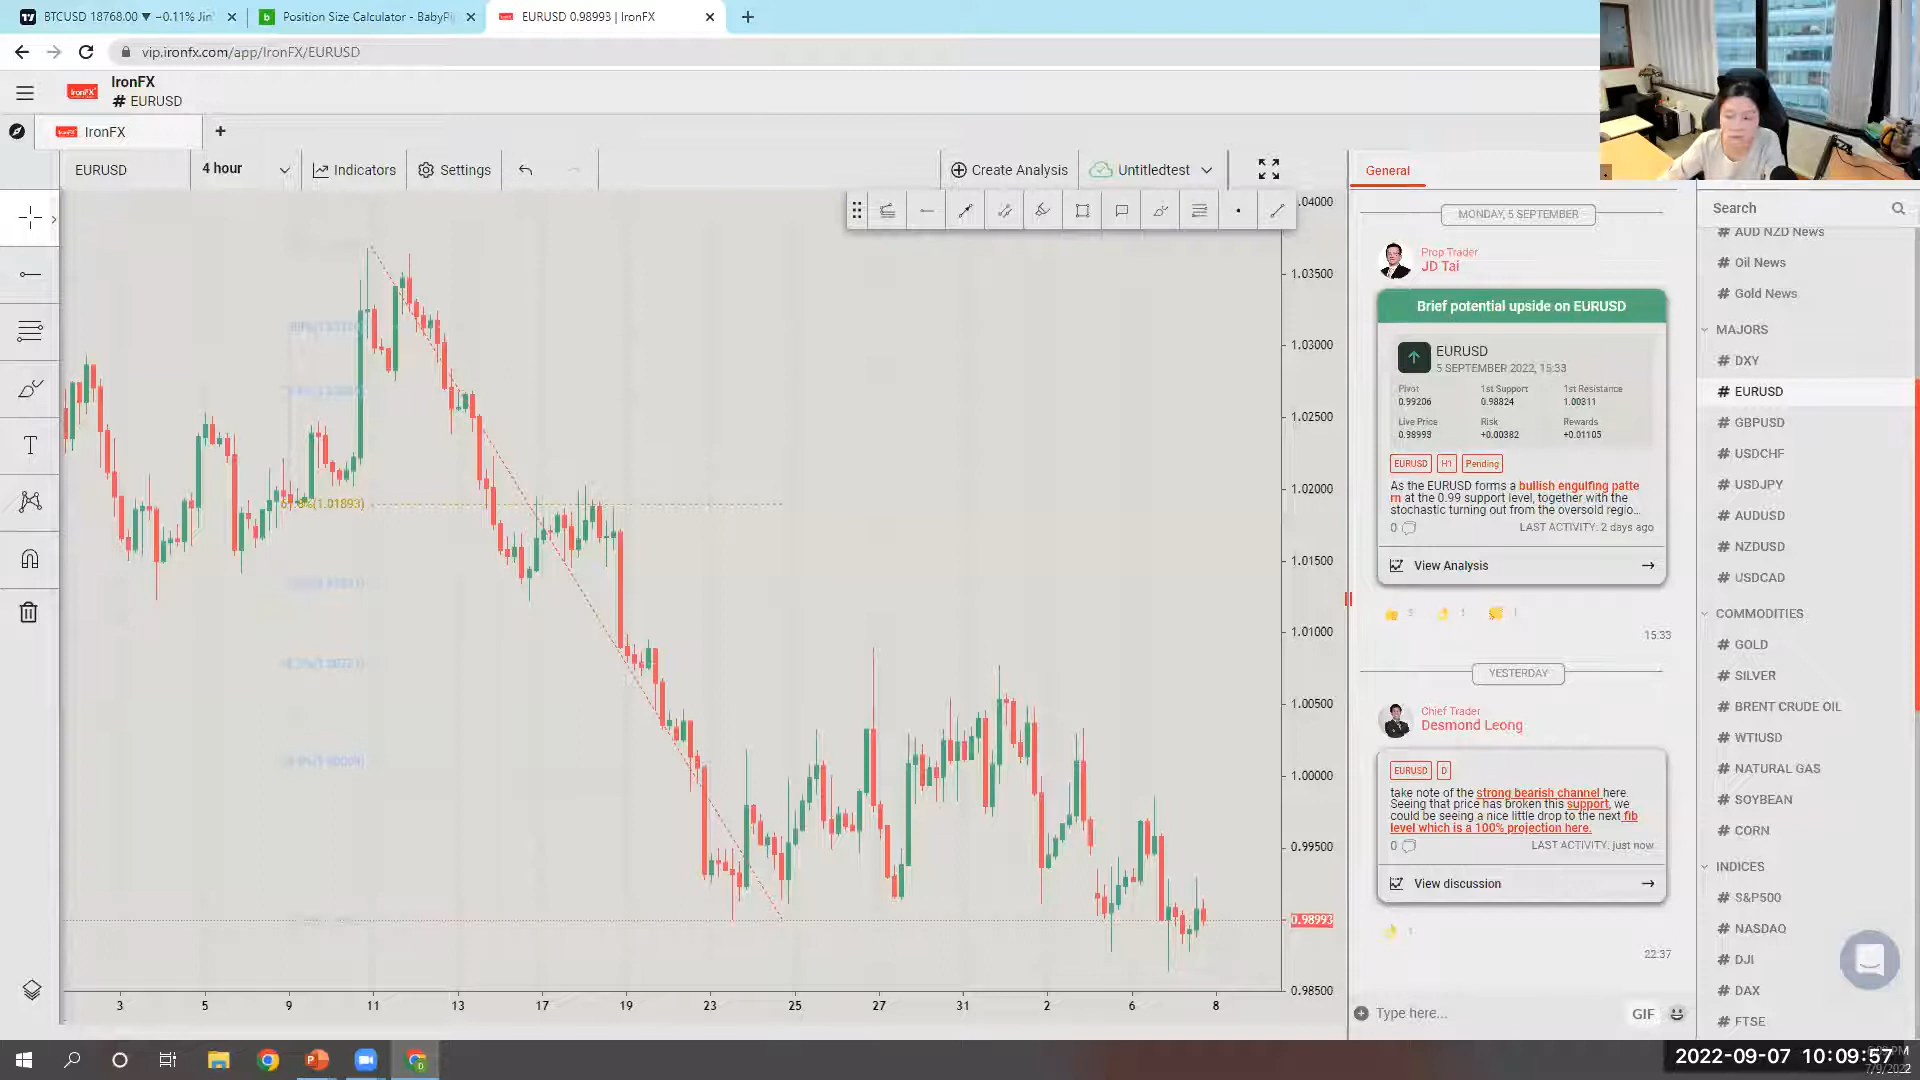 BTCUSD 18768.00 ▼ −0.11%
Position Size Calculator - BabyPi
EURUSD 0.98993 | IronFX
vip.ironfx.com/app/IronFX/EURUSD
IronFX
# EURUSD
IronFX
EURUSD
4 hour
Indicators
Settings
Create Analysis
Untitledtest
1.04000
1.03500
1.03000
1.02500
1.02000
1.01500
1.01000
1.00500
1.00000
0.99500
0.98993
0.98500
61.8%(1.01893)
3
5
9
11
13
17
19
23
25
27
31
2
6
8
General
MONDAY, 5 SEPTEMBER
Prop Trader
JD Tai
Brief potential upside on EURUSD
EURUSD
5 SEPTEMBER 2022, 15:33
Pivot 1st Support 1st Resistance
0.99206 0.98824 1.00311
Live Price Risk Rewards
0.98993 +0.00382 +0.01105
EURUSD H1 Pending
As the EURUSD forms a bullish engulfing patte
rn at the 0.99 support level, together with the
stochastic turning out from the oversold regio...
0 LAST ACTIVITY: 2 days ago
View Analysis
15:33
YESTERDAY
Chief Trader
Desmond Leong
EURUSD D
take note of the strong bearish channel here.
Seeing that price has broken this support, we
could be seeing a nice little drop to the next fib
level which is a 100% projection here.
0 LAST ACTIVITY: just now
View discussion
22:37
Type here...
GIF
Search
# AUD NZD News
# Oil News
# Gold News
MAJORS
# DXY
# EURUSD
# GBPUSD
# USDCHF
# USDJPY
# AUDUSD
# NZDUSD
# USDCAD
COMMODITIES
# GOLD
# SILVER
# BRENT CRUDE OIL
# WTIUSD
# NATURAL GAS
# SOYBEAN
# CORN
INDICES
# S&P500
# NASDAQ
# DJI
# DAX
# FTSE
2022-09-07 10:09:57